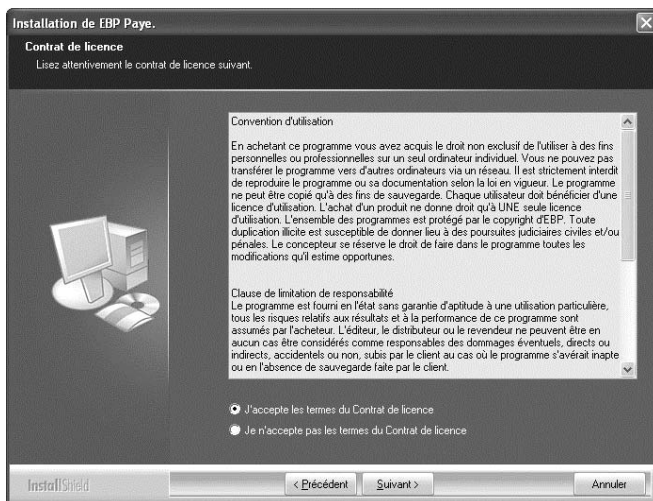 Installation de EBP Paye.
Contrat de licence
Lisez attentivement le contrat de licence suivant.
Convention d'utilisation
En achetant ce programme vous avez acquis le droit non exclusif de l'utiliser à des fins
personnelles ou professionnelles sur un seul ordinateur individuel. Vous ne pouvez pas
transférer le programme vers d'autres ordinateurs via un réseau. Il est strictement interdit
de reproduire le programme ou sa documentation selon la loi en vigueur. Le programme
ne peut être copié qu'à des fins de sauvegarde. Chaque utilisateur doit bénéficier d'une
licence d'utilisation. L'achat d'un produit ne donne droit qu'à UNE seule licence
d'utilisation. L'ensemble des programmes est protégé par le copyright d'EBP. Toute
duplication illicite est susceptible de donner lieu à des poursuites judiciaires civiles et/ou
pénales. Le concepteur se réserve le droit de faire dans le programme toutes les
modifications qu'il estime opportunes.
Clause de limitation de responsabilité
Le programme est fourni en l'état sans garantie d'aptitude à une utilisation particulière,
tous les risques relatifs aux résultats et à la performance de ce programme sont
assumés par l'acheteur. L'éditeur, le distributeur ou le revendeur ne peuvent être en
aucun cas être considérés comme responsables des dommages éventuels, directs ou
indirects, accidentels ou non, subis par le client au cas où le programme s'avérait inapte
ou en l'absence de sauvegarde faite par le client.
J'accepte les termes du Contrat de licence
Je n'accepte pas les termes du Contrat de licence
InstallShield
< Précédent
Suivant >
Annuler